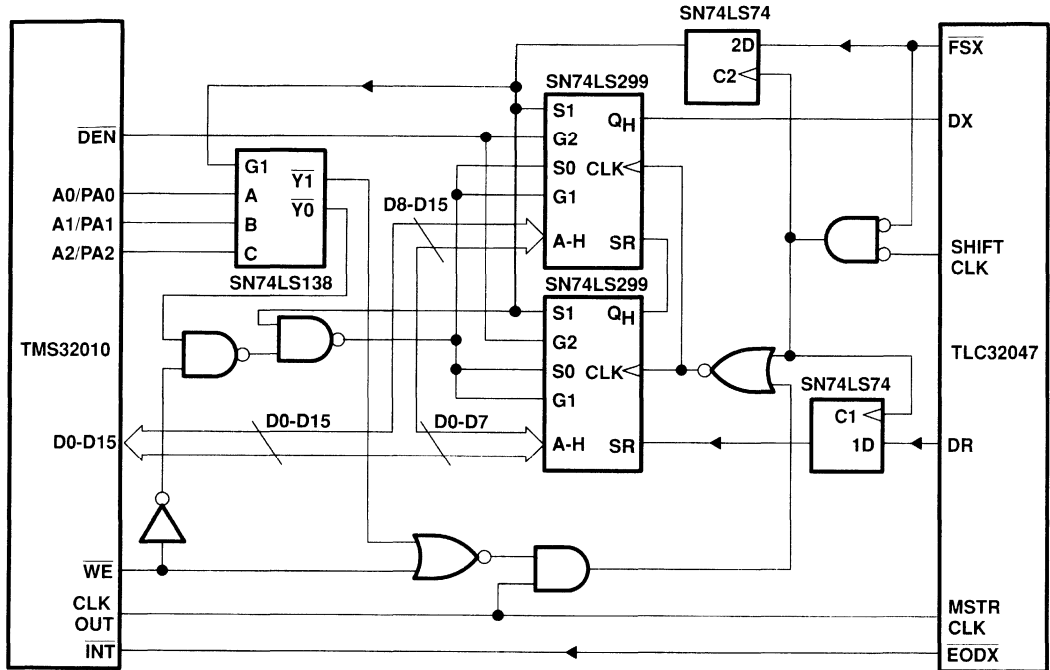 SN74LS74
2D
C2
FSX
SN74LS299
S1
G2
S0
G1
A-H
QH
CLK
SR
DX
DEN
G1
A
B
C
Y1
Y0
SN74LS138
A0/PA0
A1/PA1
A2/PA2
D8-D15
SHIFT
CLK
SN74LS299
S1
G2
S0
G1
A-H
QH
CLK
SR
TMS32010
TLC32047
SN74LS74
C1
1D
DR
D0-D15
D0-D15
D0-D7
WE
CLK
OUT
MSTR
CLK
INT
EODX